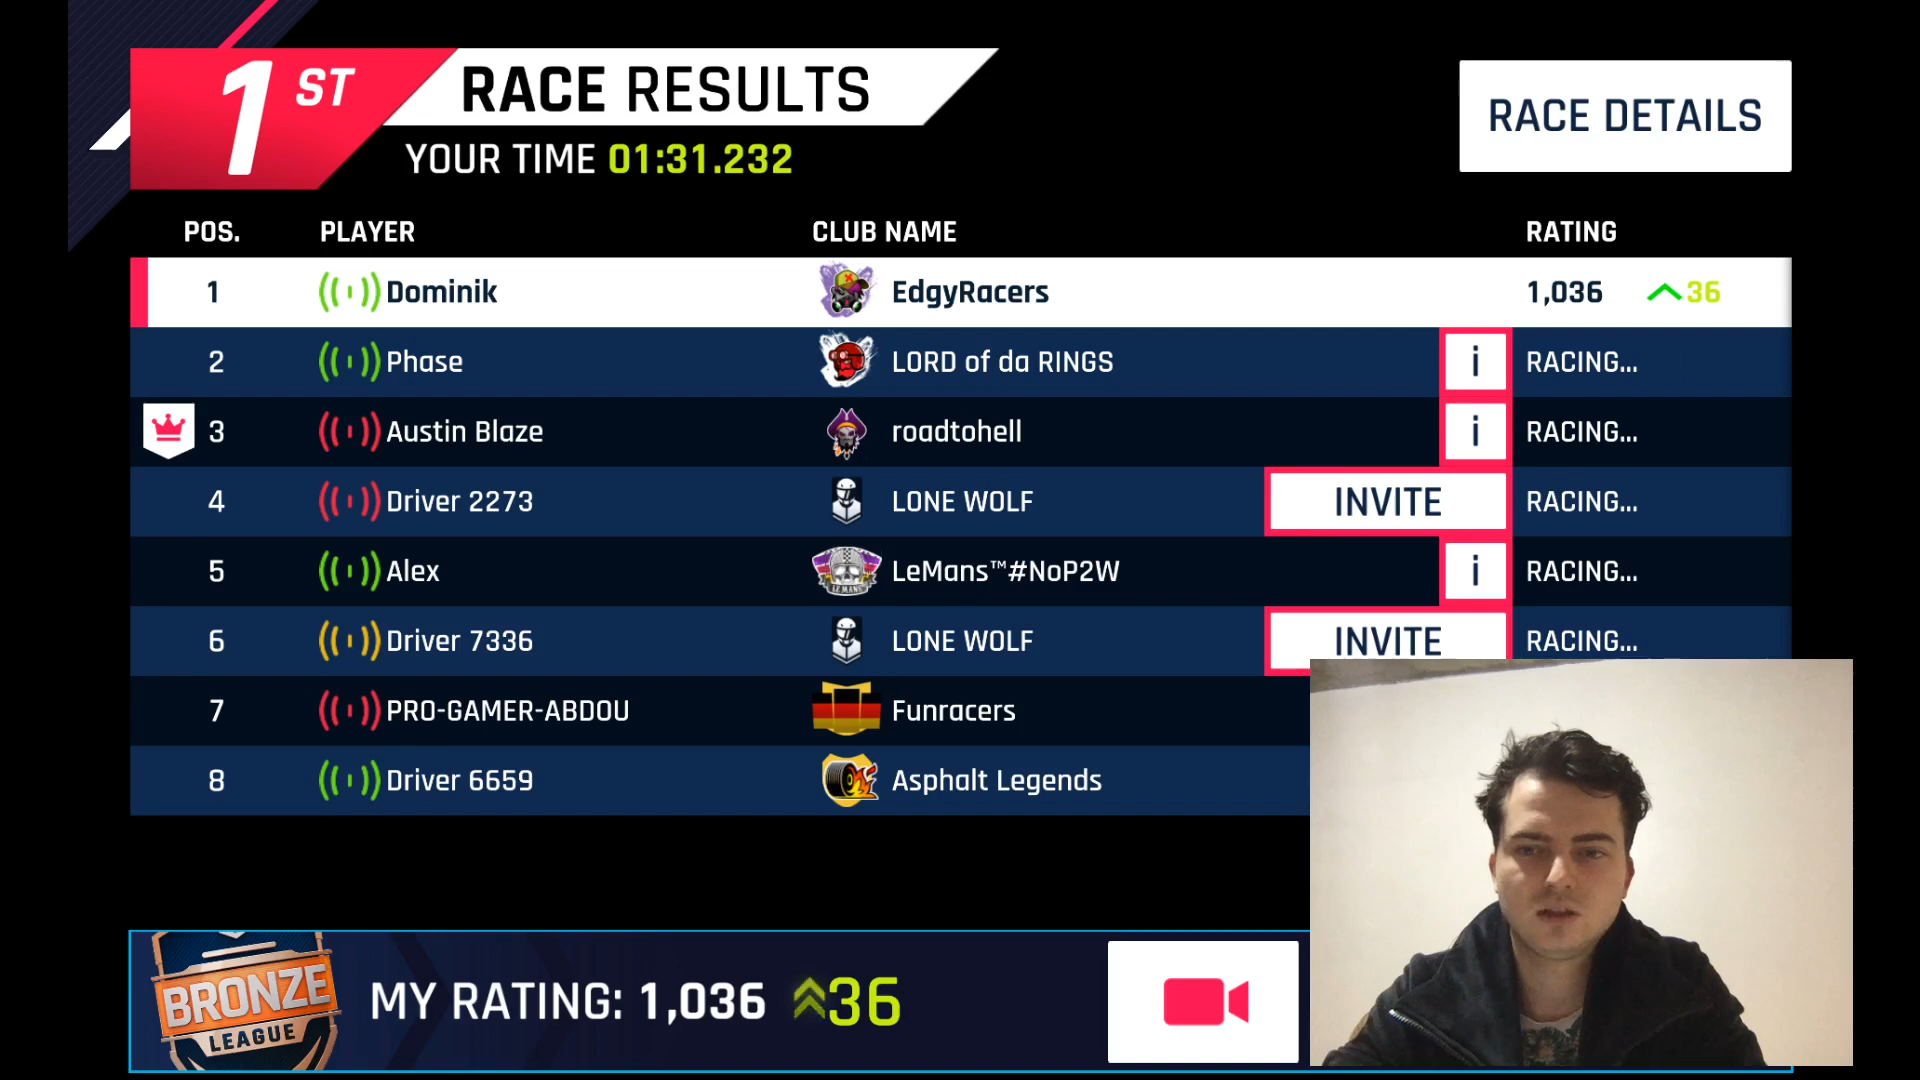 1ST
RACE RESULTS
YOUR TIME 01:31.232
RACE DETAILS
POS. PLAYER CLUB NAME RATING
1 Dominik EdgyRacers 1,036 36
2 Phase LORD of da RINGS i RACING...
3 Austin Blaze roadtohell i RACING...
4 Driver 2273 LONE WOLF INVITE RACING...
5 Alex LE MANS LeMans™#NoP2W i RACING...
6 Driver 7336 LONE WOLF INVITE RACING...
7 PRO-GAMER-ABDOU Funracers
8 Driver 6659 Asphalt Legends
BRONZE
LEAGUE
MY RATING: 1,036 36